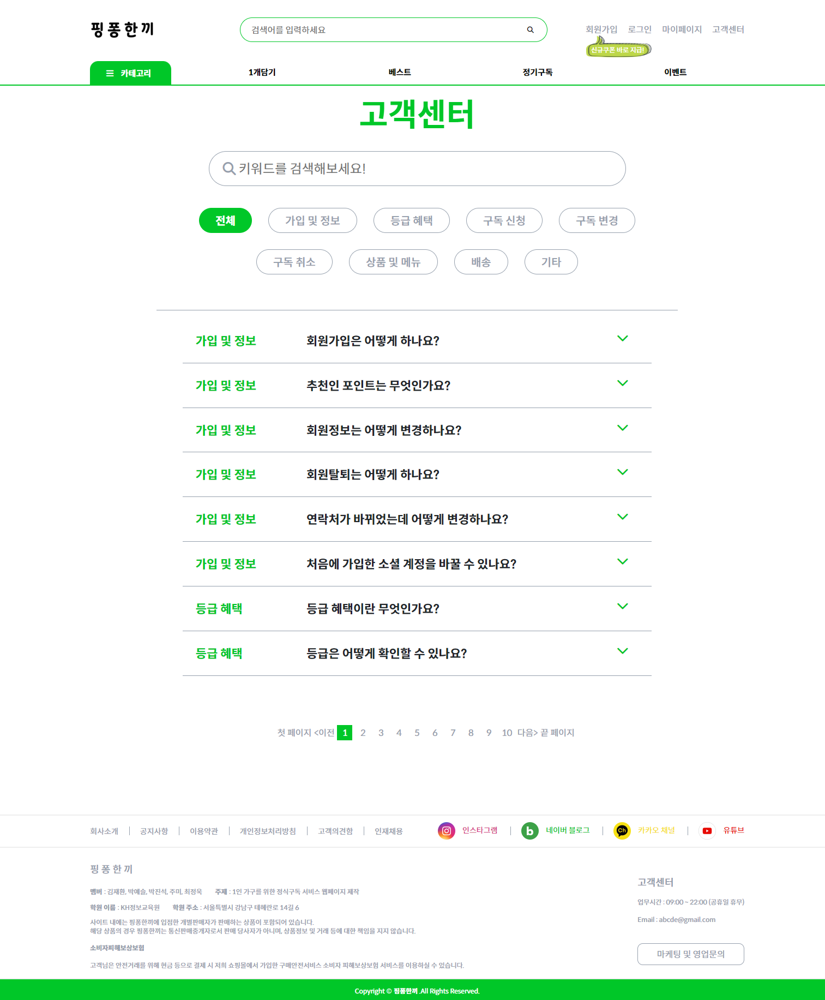 핑퐁한끼
검색어를 입력하세요
회원가입 로그인 마이페이지 고객센터
신규쿠폰 바로 지급!
카테고리 1개담기 베스트 정기구독 이벤트
고객센터
키워드를 검색해보세요!
전체 가입 및 정보 등급 혜택 구독 신청 구독 변경
구독 취소 상품 및 메뉴 배송 기타
가입 및 정보 회원가입은 어떻게 하나요?
가입 및 정보 추천인 포인트는 무엇인가요?
가입 및 정보 회원정보는 어떻게 변경하나요?
가입 및 정보 회원탈퇴는 어떻게 하나요?
가입 및 정보 연락처가 바뀌었는데 어떻게 변경하나요?
가입 및 정보 처음에 가입한 소셜 계정을 바꿀 수 있나요?
등급 혜택 등급 혜택이란 무엇인가요?
등급 혜택 등급은 어떻게 확인할 수 있나요?
첫 페이지 <이전 1 2 3 4 5 6 7 8 9 10 다음> 끝 페이지
회사소개 공지사항 이용약관 개인정보처리방침 고객의견함 인재채용 인스타그램 네이버 블로그 Ch 카카오 채널 유튜브
핑 퐁 한 끼
멤버 : 김재환, 박예슬, 박진석, 주미, 최정욱 주제 : 1인 가구를 위한 정식구독 서비스 웹페이지 제작
학원 이름 : KH정보교육원 학원 주소 : 서울특별시 강남구 테헤란로 14길 6
사이트 내에는 핑퐁한끼에 입점한 개별판매자가 판매하는 상품이 포함되어 있습니다.
해당 상품의 경우 핑퐁한끼는 통신판매중개자로서 판매 당사자가 아니며, 상품정보 및 거래 등에 대한 책임을 지지 않습니다.
소비자피해보상보험
고객님은 안전거래를 위해 현금 등으로 결제 시 저희 쇼핑몰에서 가입한 구매안전서비스 소비자 피해보상보험 서비스를 이용하실 수 있습니다.
고객센터
업무시간 : 09:00 ~ 22:00 (공휴일 휴무)
Email : abcde@gmail.com
마케팅 및 영업문의
Copyright © 핑퐁한끼 .All Rights Reserved.